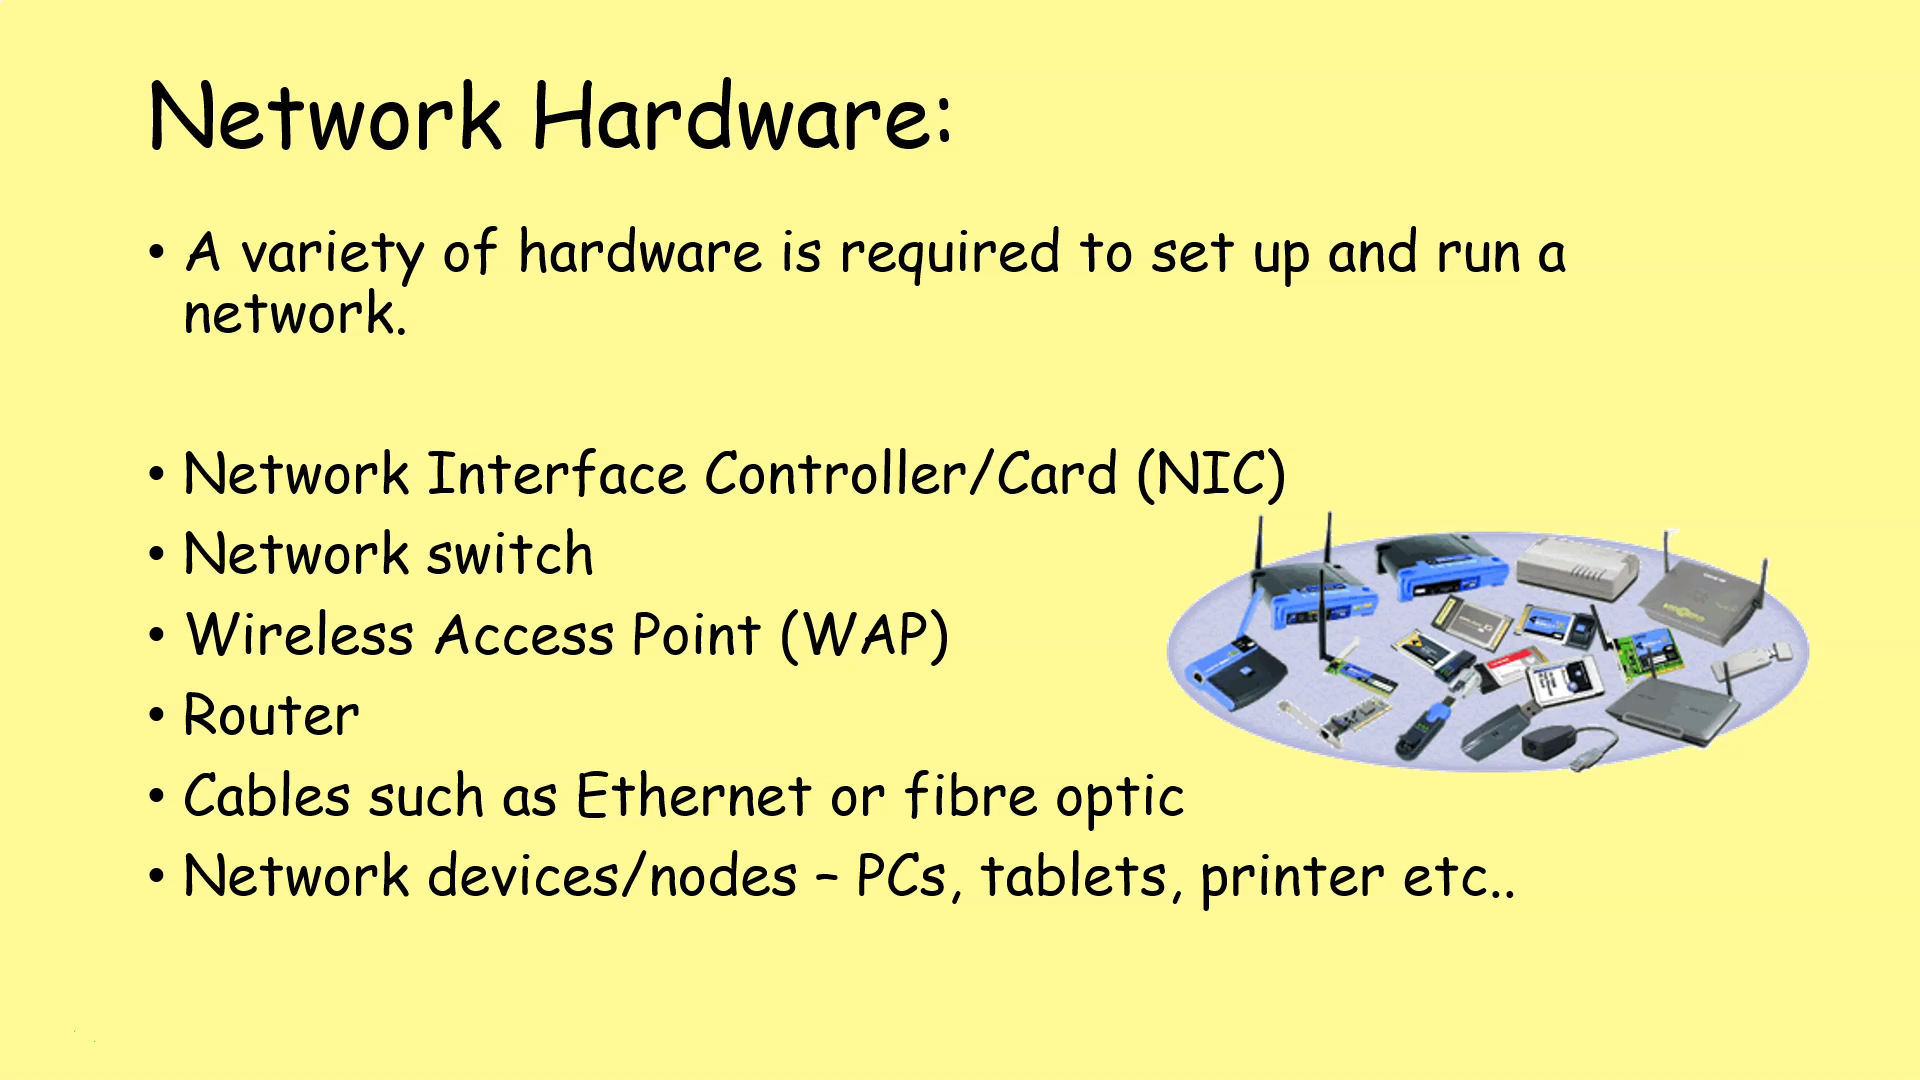 Network Hardware:
• A variety of hardware is required to set up and run a
network.
• Network Interface Controller/Card (NIC)
• Network switch
• Wireless Access Point (WAP)
• Router
• Cables such as Ethernet or fibre optic
• Network devices/nodes – PCs, tablets, printer etc..